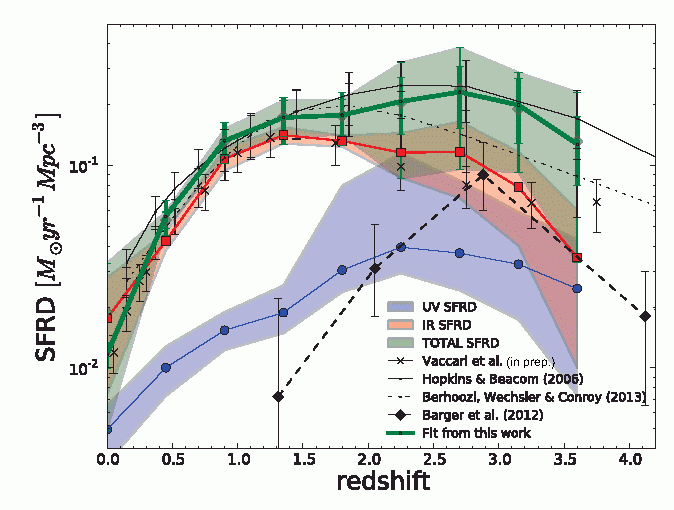 SFRD [M⊙yr−1 Mpc−3]
10-1
10-2
UV SFRD
IR SFRD
TOTAL SFRD
Vaccari et al. (in prep.)
Hopkins & Beacom (2006)
Berhoozi, Wechsler & Conroy (2013)
Barger et al. (2012)
Fit from this work
0.0 0.5 1.0 1.5 2.0 2.5 3.0 3.5 4.0
redshift